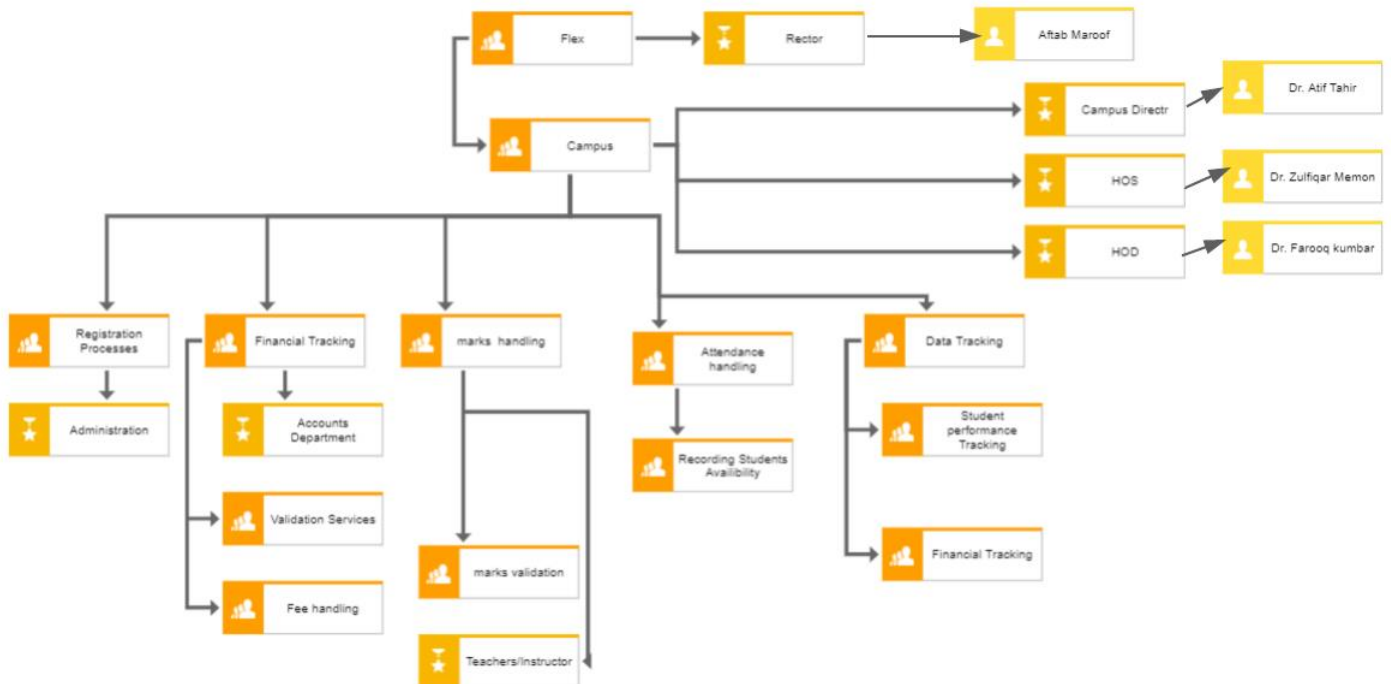 Flex
Rector
Aftab Maroof
Campus Directr
Dr. Atif Tahir
Campus
HOS
Dr. Zulfiqar Memon
HOD
Dr. Farooq kumbar
Registration
Processes
Financial Tracking
marks handling
Attendance
handling
Data Tracking
Administration
Accounts
Department
Student
performance
Tracking
Recording Students
Availibility
Validation Services
Financial Tracking
marks validation
Fee handling
Teachers/Instructor